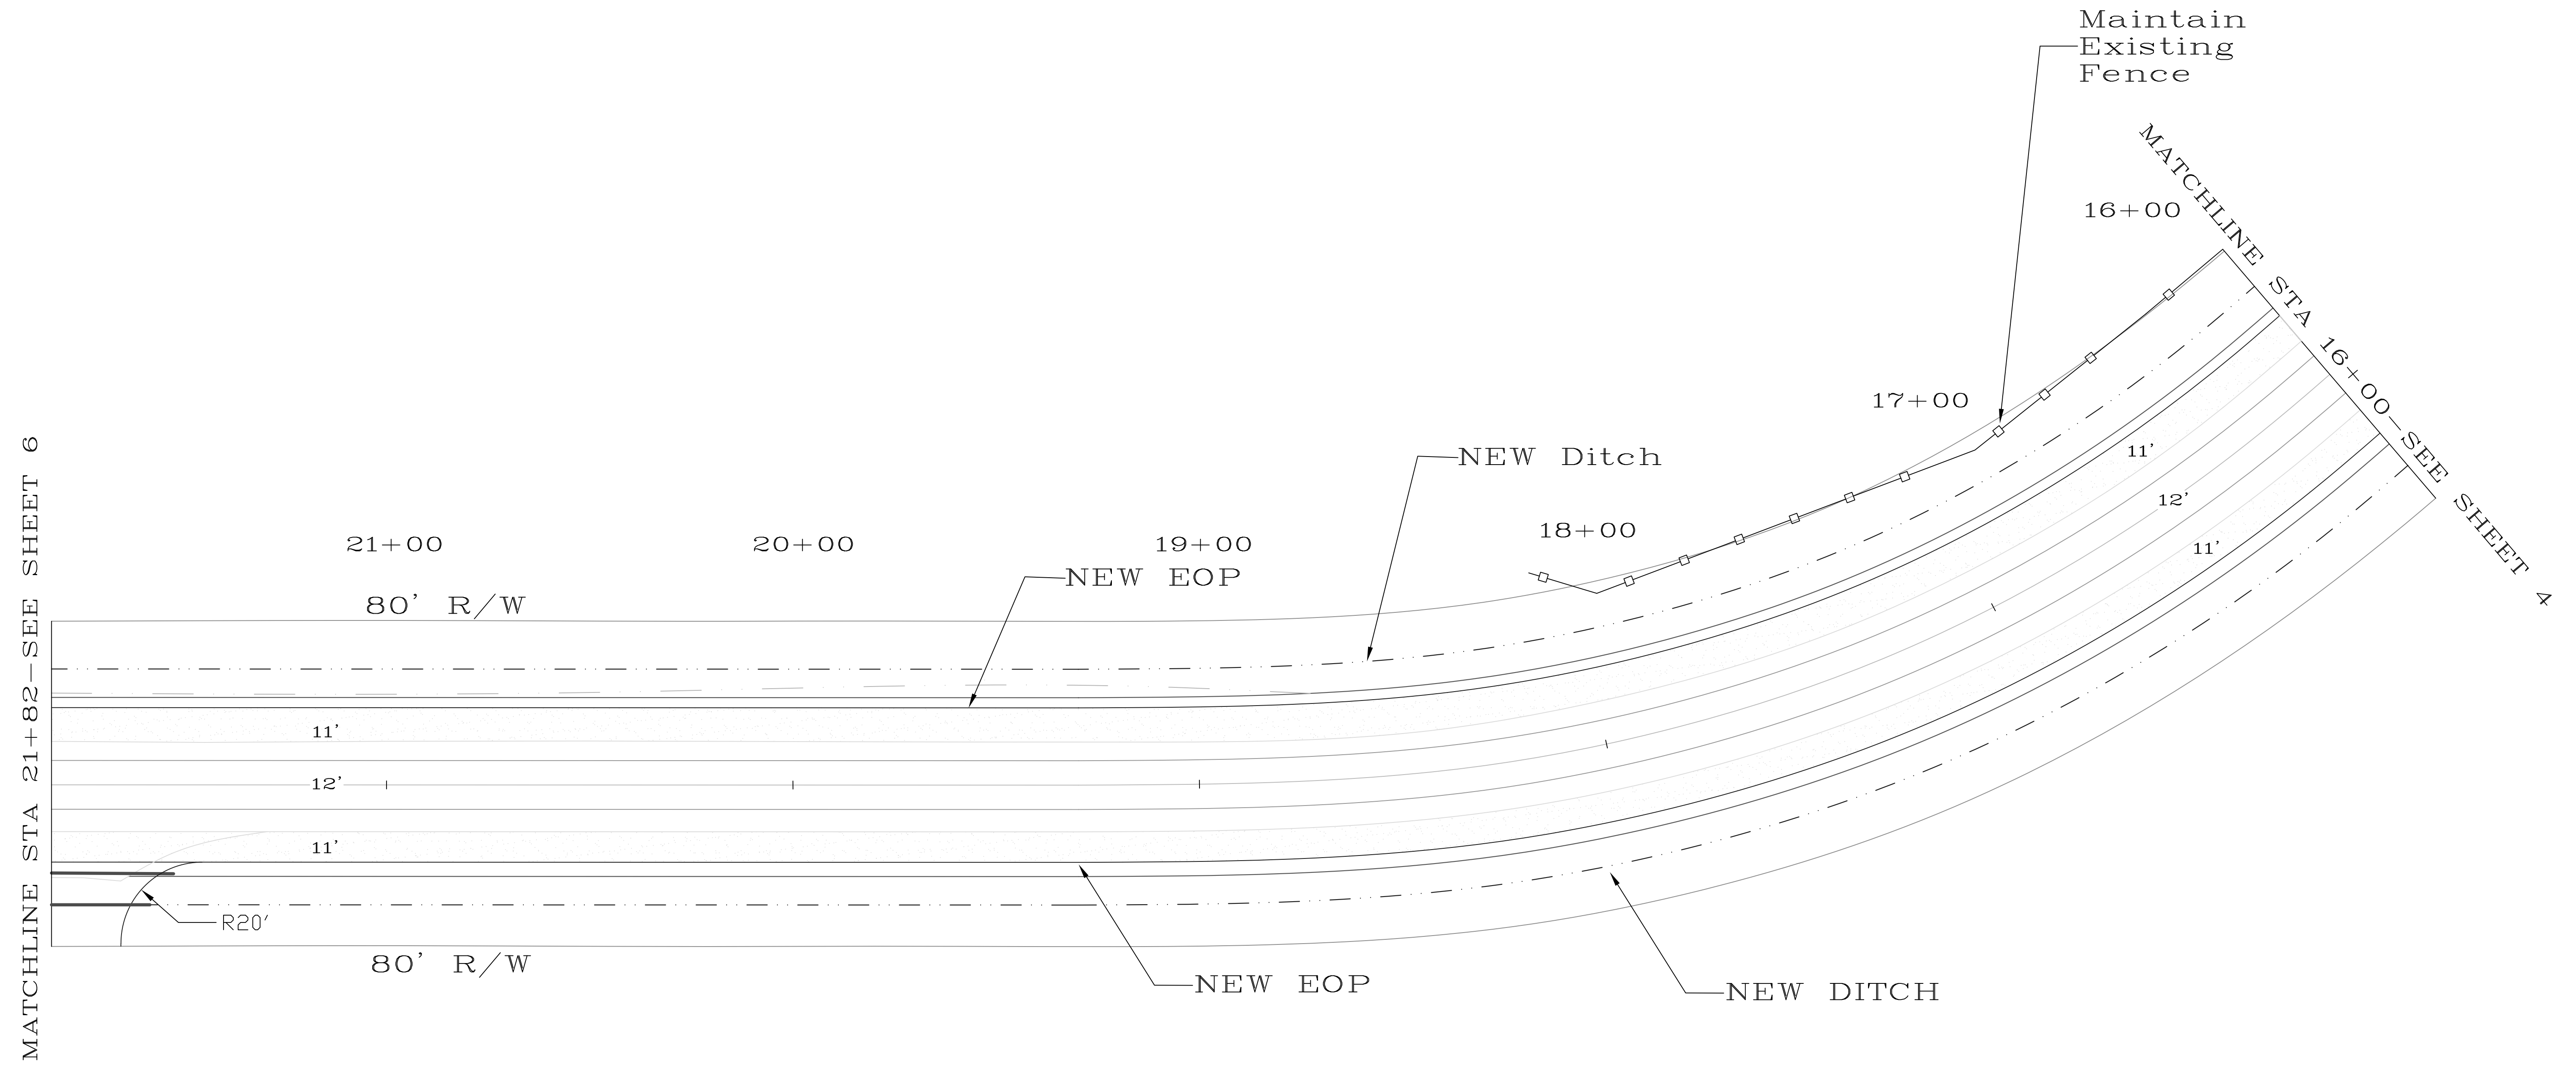 Maintain
Existing
Fence
MATCHLINE STA 16+00-SEE SHEET 4
16+00
17+00
NEW Ditch
18+00
21+00
20+00
19+00
NEW EOP
80' R/W
MATCHLINE STA 21+82-SEE SHEET 6
11'
12'
11'
11'
12'
11'
R20'
80' R/W
NEW EOP
NEW DITCH